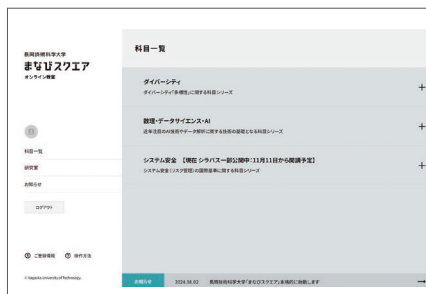 長岡技術科学大学
まなびスクエア
オンライン教室
科目一覧
研究室
お知らせ
ログアウト
ご登録情報
操作方法
© Nagaoka University of Technology.
科目一覧
ダイバーシティ
ダイバーシティ「多様性」に関する科目シリーズ
+
数理・データサイエンス・AI
近年注目のAI技術やデータ解析に関する技術の基礎となる科目シリーズ
+
システム安全 【現在 シラバス一部公開中：11月11日から開講予定】
システム安全（リスク管理）の国際基準に関する科目シリーズ
+
お知らせ 2024.10.02 長岡技術科学大学「まなびスクエア」本格的に始動します →